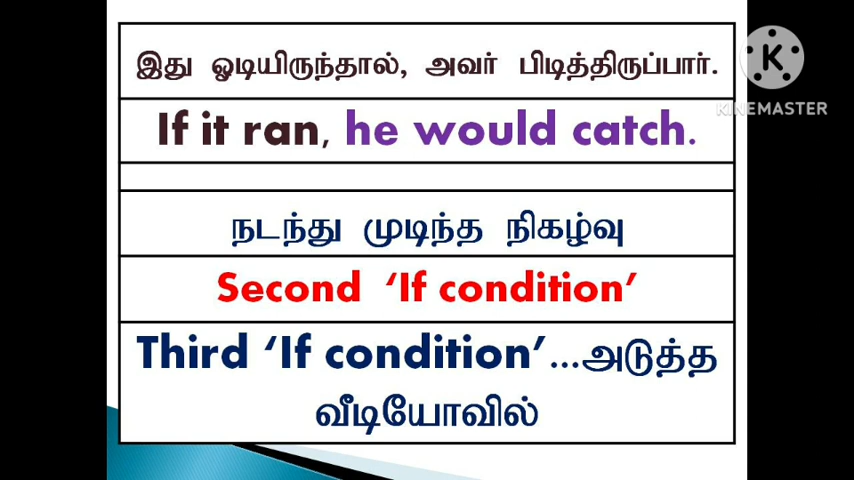 இது ஓடியிருந்தால், அவர் பிடித்திருப்பார்.
K
KINEMASTER
If it ran, he would catch.
நடந்து முடிந்த நிகழ்வு
Second ‘If condition’
Third ‘If condition’...அடுத்த
வீடியோவில்